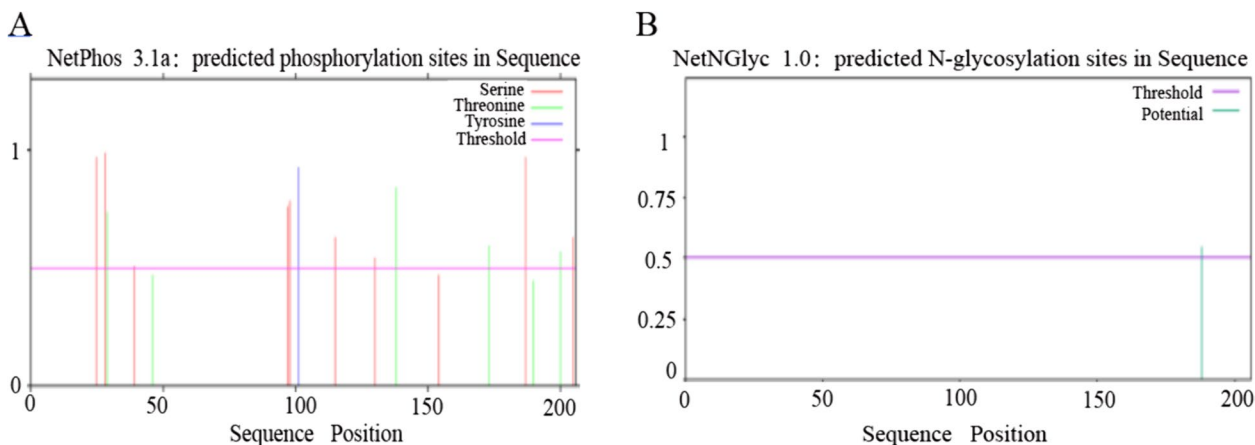 A
NetPhos 3.1a: predicted phosphorylation sites in Sequence
Serine
Threonine
Tyrosine
Threshold
1
0
0 50 100 150 200
Sequence Position
B
NetNGlyc 1.0: predicted N-glycosylation sites in Sequence
Threshold
Potential
1
0.75
0.5
0.25
0
0 50 100 150 200
Sequence Position